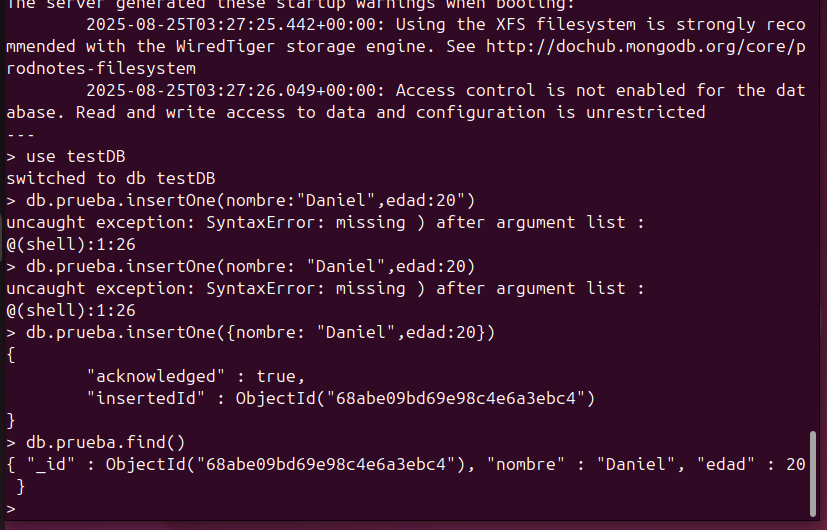 The server generated these startup warnings when booting:
        2025-08-25T03:27:25.442+00:00: Using the XFS filesystem is strongly reco
mmended with the WiredTiger storage engine. See http://dochub.mongodb.org/core/p
rodnotes-filesystem
        2025-08-25T03:27:26.049+00:00: Access control is not enabled for the dat
abase. Read and write access to data and configuration is unrestricted
---
> use testDB
switched to db testDB
> db.prueba.insertOne(nombre:"Daniel",edad:20")
uncaught exception: SyntaxError: missing ) after argument list :
@(shell):1:26
> db.prueba.insertOne(nombre: "Daniel",edad:20)
uncaught exception: SyntaxError: missing ) after argument list :
@(shell):1:26
> db.prueba.insertOne({nombre: "Daniel",edad:20})
{
        "acknowledged" : true,
        "insertedId" : ObjectId("68abe09bd69e98c4e6a3ebc4")
}
> db.prueba.find()
{ "_id" : ObjectId("68abe09bd69e98c4e6a3ebc4"), "nombre" : "Daniel", "edad" : 20
 }
>